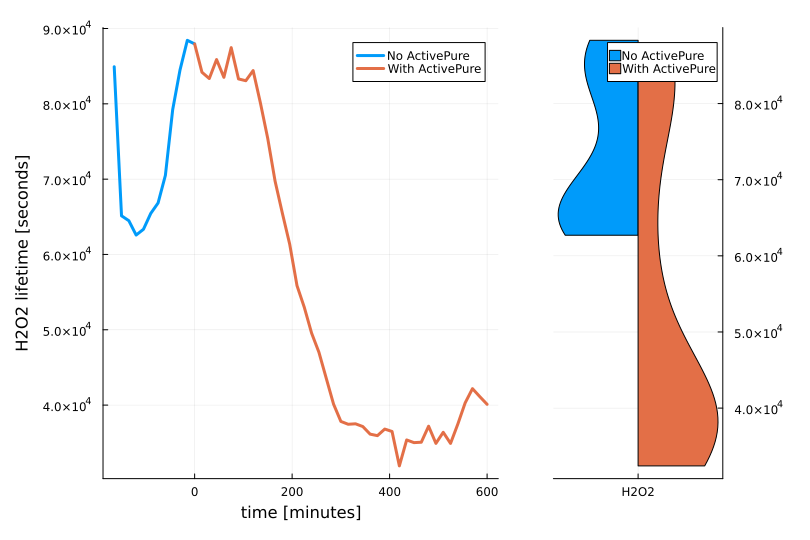 H2O2 lifetime [seconds]
9.0×10⁴
8.0×10⁴
7.0×10⁴
6.0×10⁴
5.0×10⁴
4.0×10⁴
No ActivePure
With ActivePure
0
200
400
600
time [minutes]
No ActivePure
With ActivePure
8.0×10⁴
7.0×10⁴
6.0×10⁴
5.0×10⁴
4.0×10⁴
H2O2